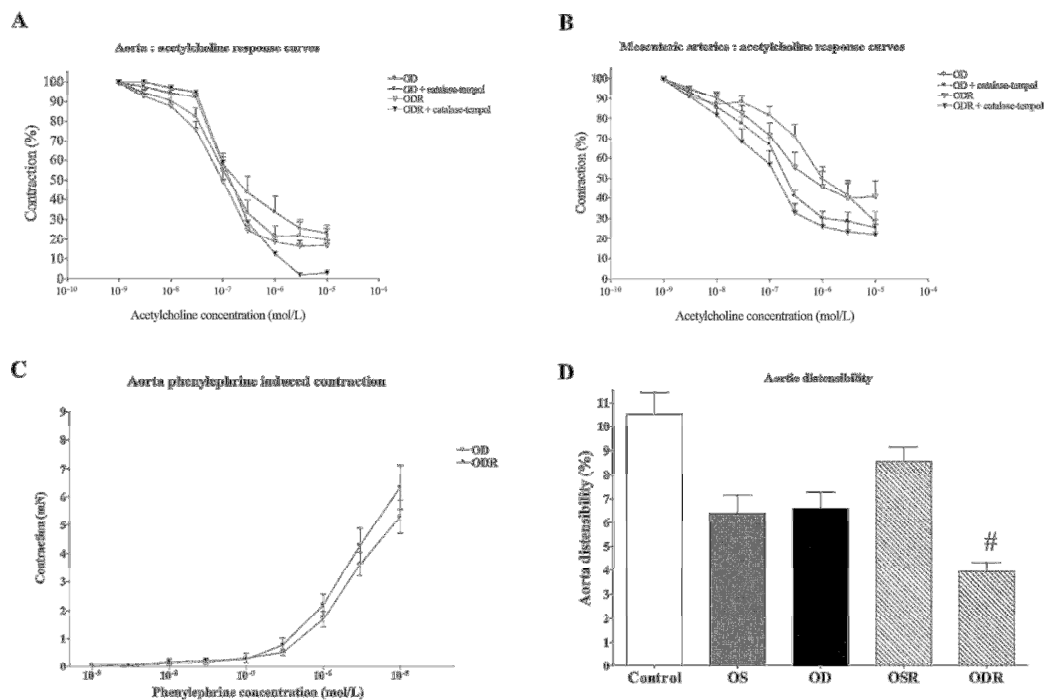 A
Aorta : acetylcholine response curves
OD
OD + catalase-tempol
ODR
ODR + catalase-tempol
Contraction (%)
100
90
80
70
60
50
40
30
20
10
0
10⁻¹⁰ 10⁻⁹ 10⁻⁸ 10⁻⁷ 10⁻⁶ 10⁻⁵ 10⁻⁴
Acetylcholine concentration (mol/L)
B
Mesenteric arteries : acetylcholine response curves
OD
OD + catalase-tempol
ODR
ODR + catalase-tempol
Contraction (%)
100
90
80
70
60
50
40
30
20
10
0
10⁻¹⁰ 10⁻⁹ 10⁻⁸ 10⁻⁷ 10⁻⁶ 10⁻⁵ 10⁻⁴
Acetylcholine concentration (mol/L)
C
Aorta phenylephrine induced contraction
OD
ODR
Contraction (mN)
9
8
7
6
5
4
3
2
1
0
10⁻⁷
Phenylephrine concentration (mol/L)
D
Aortic distensibility
Aorta distensibility (%)
11
10
9
8
7
6
5
4
3
2
1
0
#
Control OS OD OSR ODR